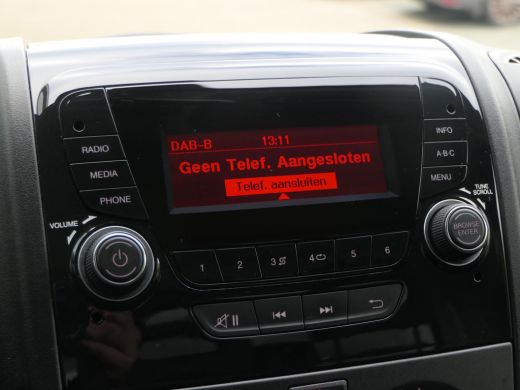 DAB-B 13:11
Geen Telef. Aangesloten
Telef. aansluiten
RADIO
MEDIA
PHONE
INFO
A-B-C
MENU
VOLUME
TUNE
SCROLL
BROWSE
ENTER
1 2 3 4 5 6